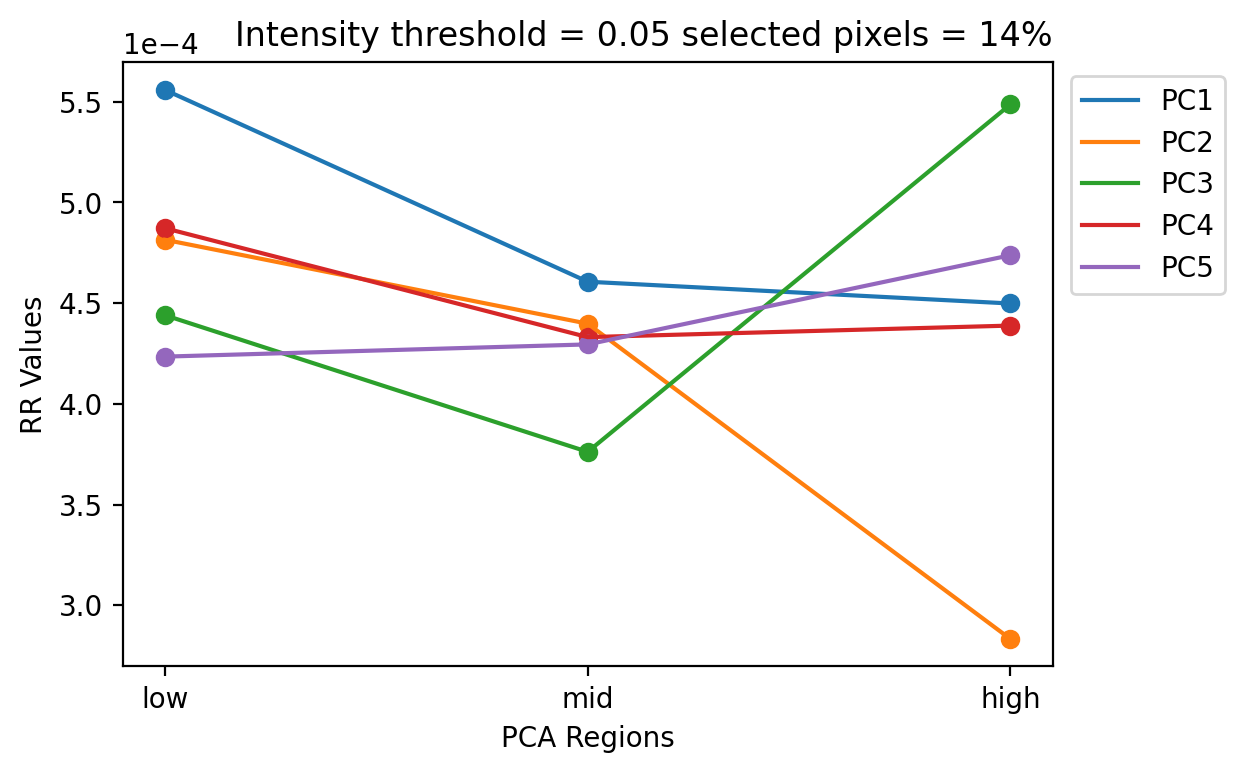 Intensity threshold = 0.05 selected pixels = 14%
1e−4
5.5
5.0
4.5
4.0
3.5
3.0
RR Values
low
mid
high
PCA Regions
PC1
PC2
PC3
PC4
PC5